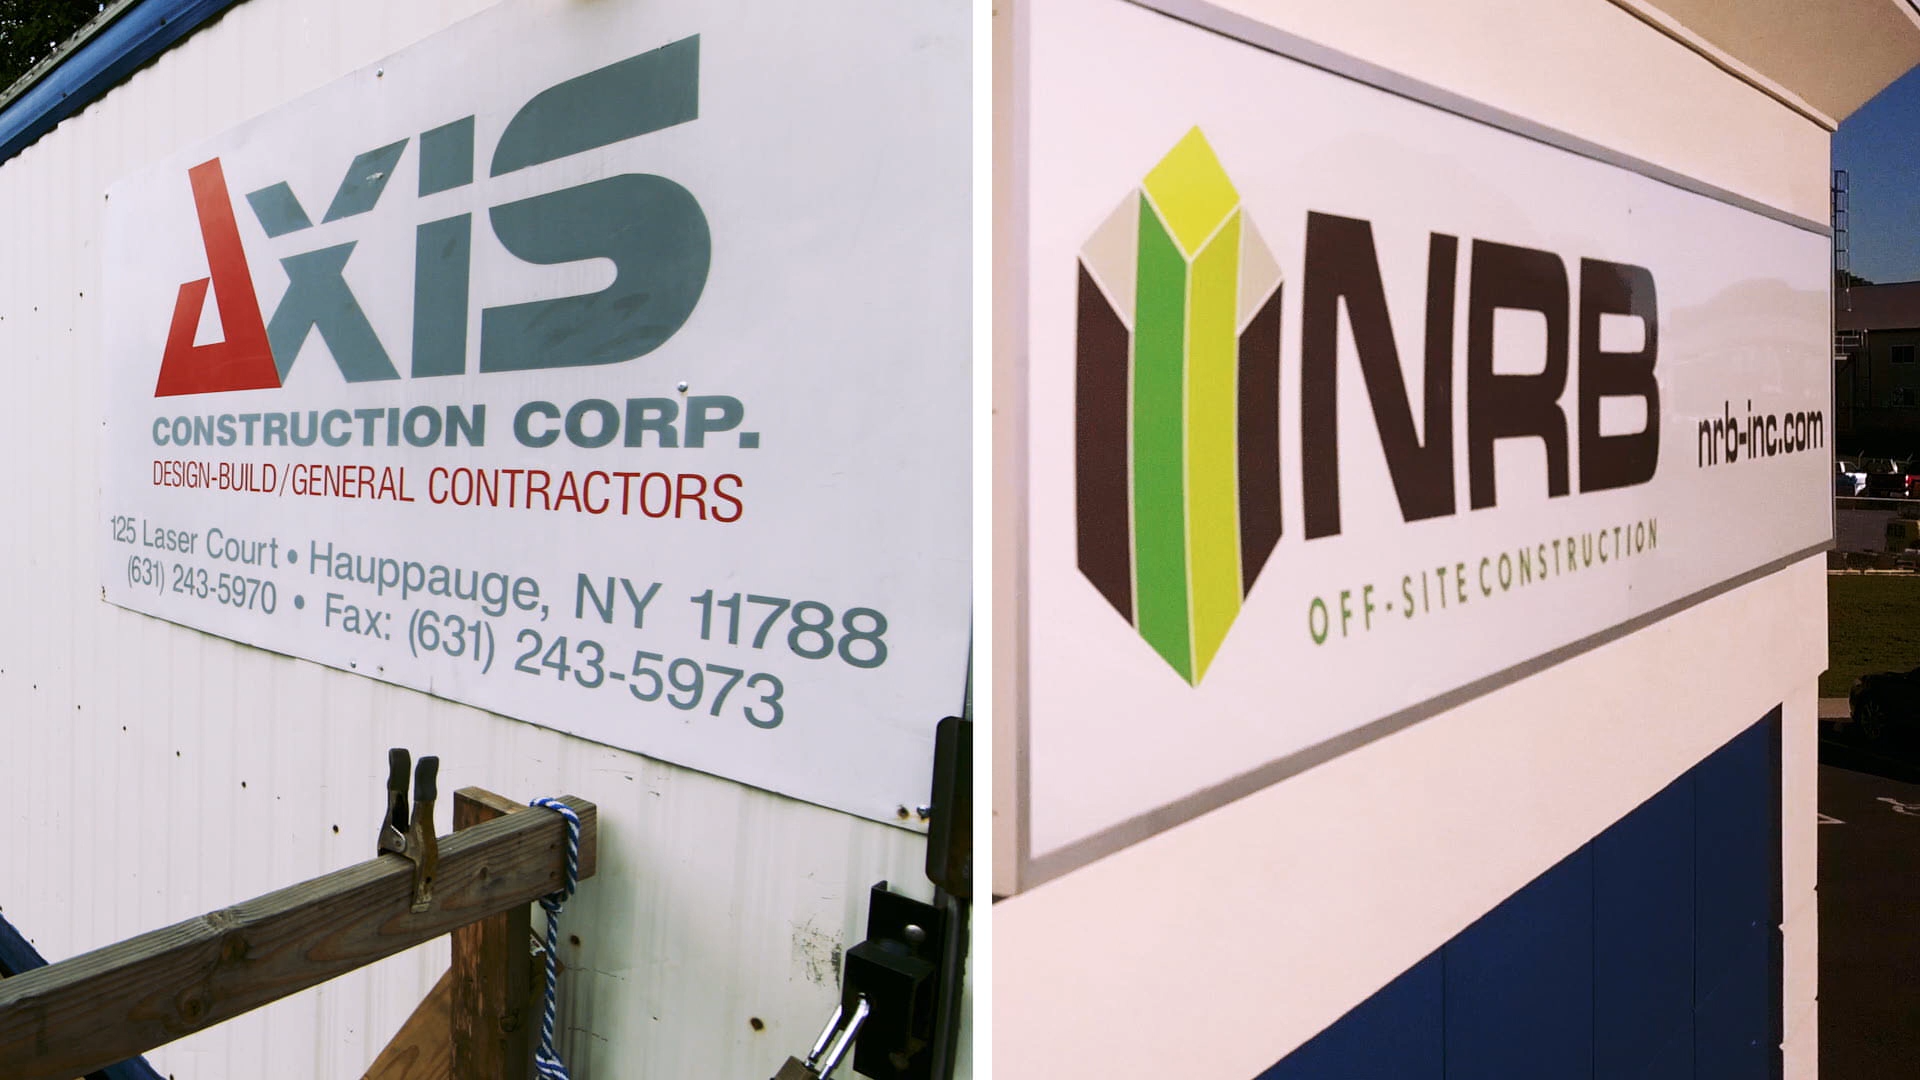 AXIS
CONSTRUCTION CORP.
DESIGN-BUILD/GENERAL CONTRACTORS
125 Laser Court • Hauppauge, NY 11788
(631) 243-5970 • Fax: (631) 243-5973
NRB
nrb-inc.com
OFF-SITE CONSTRUCTION